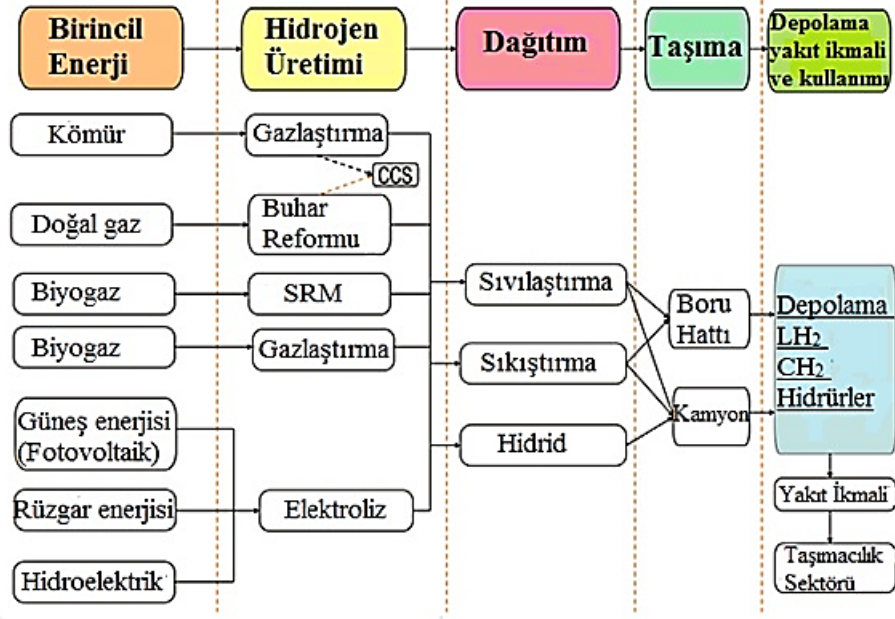 Birincil
Enerji
Hidrojen
Üretimi
Dağıtım
Taşıma
Depolama
yakıt ikmali
ve kullanımı
Kömür
Gazlaştırma
CCS
Doğal gaz
Buhar
Reformu
Biyogaz
SRM
Biyogaz
Gazlaştırma
Güneş enerjisi
(Fotovoltaik)
Rüzgar enerjisi
Elektroliz
Hidroelektrik
Sıvılaştırma
Sıkıştırma
Hidrid
Boru
Hattı
Kamyon
Depolama
LH₂
CH₂
Hidrürler
Yakıt İkmali
Taşımacılık
Sektörü